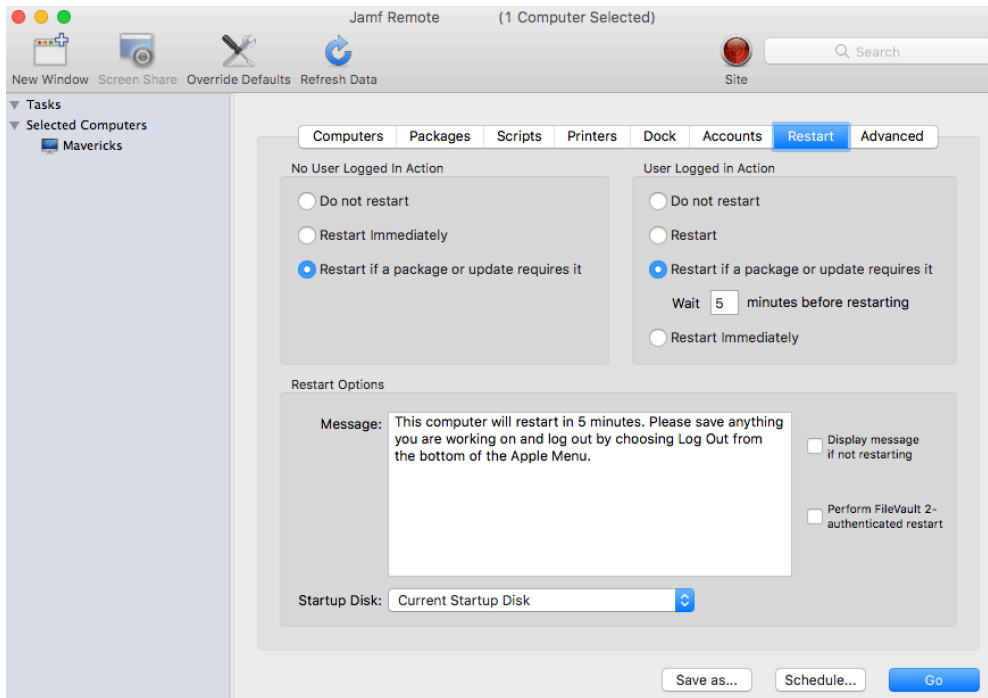 Jamf Remote (1 Computer Selected)
New Window Screen Share Override Defaults Refresh Data Site Search
Tasks
Selected Computers
Mavericks
Computers Packages Scripts Printers Dock Accounts Restart Advanced
No User Logged In Action
Do not restart
Restart Immediately
Restart if a package or update requires it
User Logged in Action
Do not restart
Restart
Restart if a package or update requires it
Wait 5 minutes before restarting
Restart Immediately
Restart Options
Message: This computer will restart in 5 minutes. Please save anything
you are working on and log out by choosing Log Out from
the bottom of the Apple Menu.
Display message
if not restarting
Perform FileVault 2-
authenticated restart
Startup Disk: Current Startup Disk
Save as... Schedule... Go